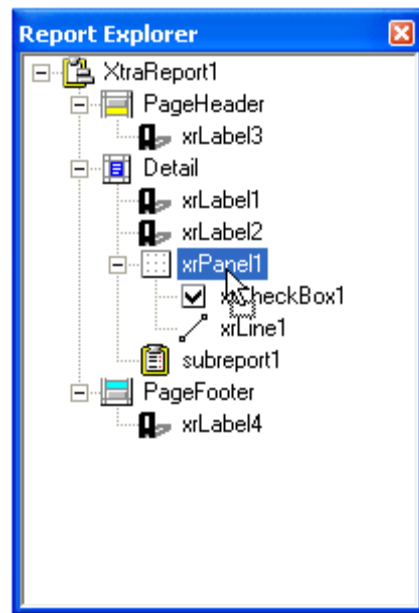 Report Explorer
XtraReport1
PageHeader
xrLabel3
Detail
xrLabel1
xrLabel2
xrPanel1
xrCheckBox1
xrLine1
subreport1
PageFooter
xrLabel4